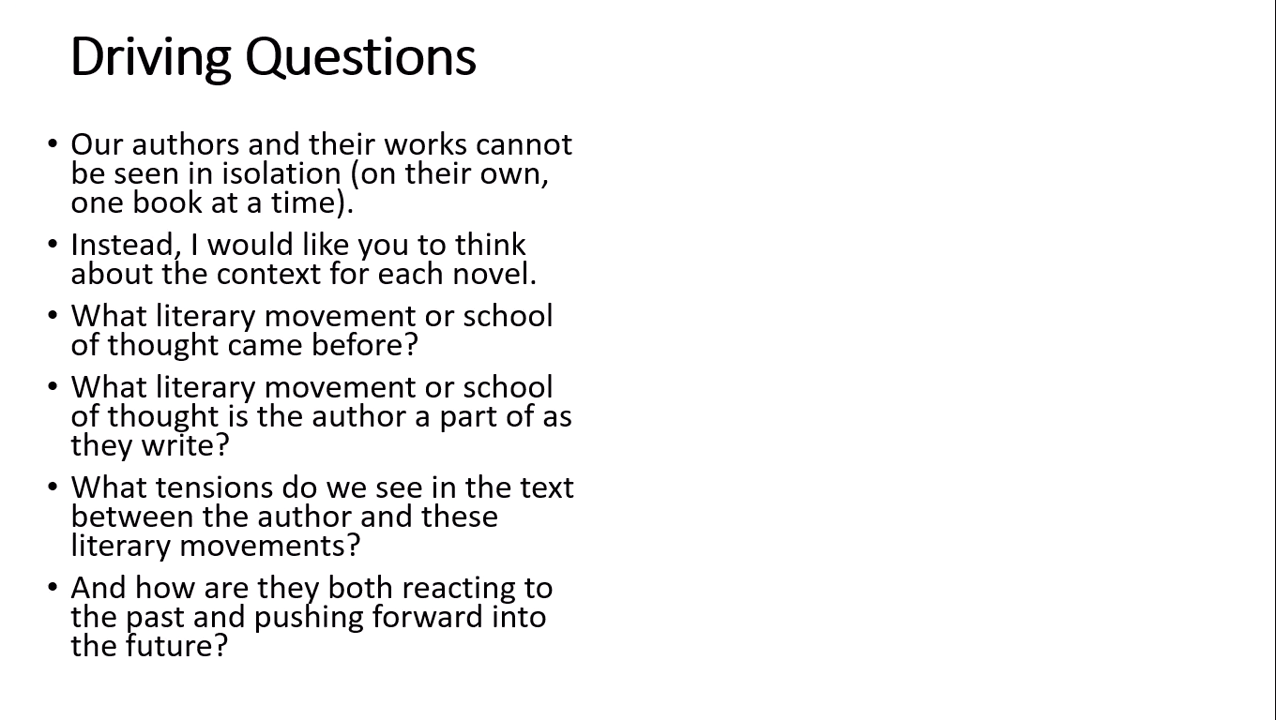 Driving Questions
• Our authors and their works cannot
be seen in isolation (on their own,
one book at a time).
• Instead, I would like you to think
about the context for each novel.
• What literary movement or school
of thought came before?
• What literary movement or school
of thought is the author a part of as
they write?
• What tensions do we see in the text
between the author and these
literary movements?
• And how are they both reacting to
the past and pushing forward into
the future?